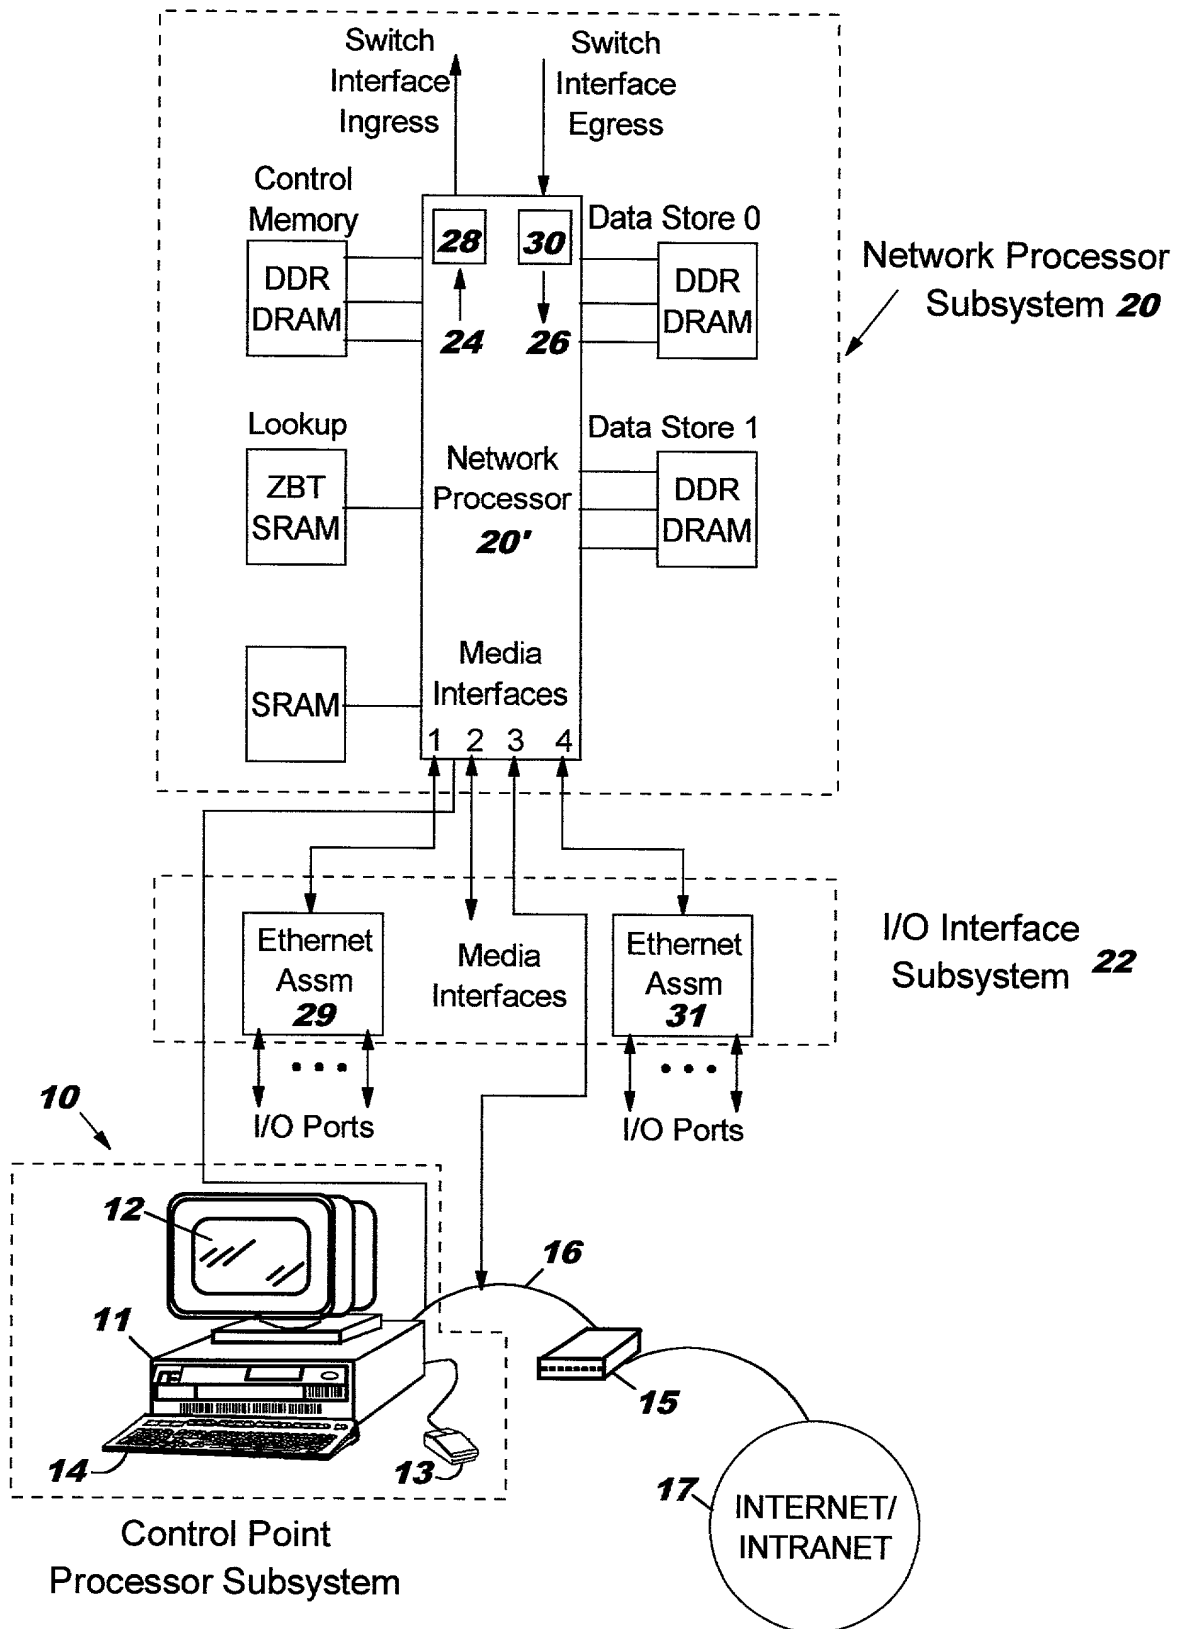 Switch
Interface
Ingress
Switch
Interface
Egress
Control
Memory
DDR
DRAM
28
24
30
26
Data Store 0
DDR
DRAM
Network Processor
Subsystem 20
Lookup
ZBT
SRAM
Network
Processor
20'
Data Store 1
DDR
DRAM
SRAM
Media
Interfaces
1 2 3 4
Ethernet
Assm
29
Media
Interfaces
Ethernet
Assm
31
I/O Interface
Subsystem 22
I/O Ports
I/O Ports
10
12
11
14
13
16
15
17
INTERNET/
INTRANET
Control Point
Processor Subsystem